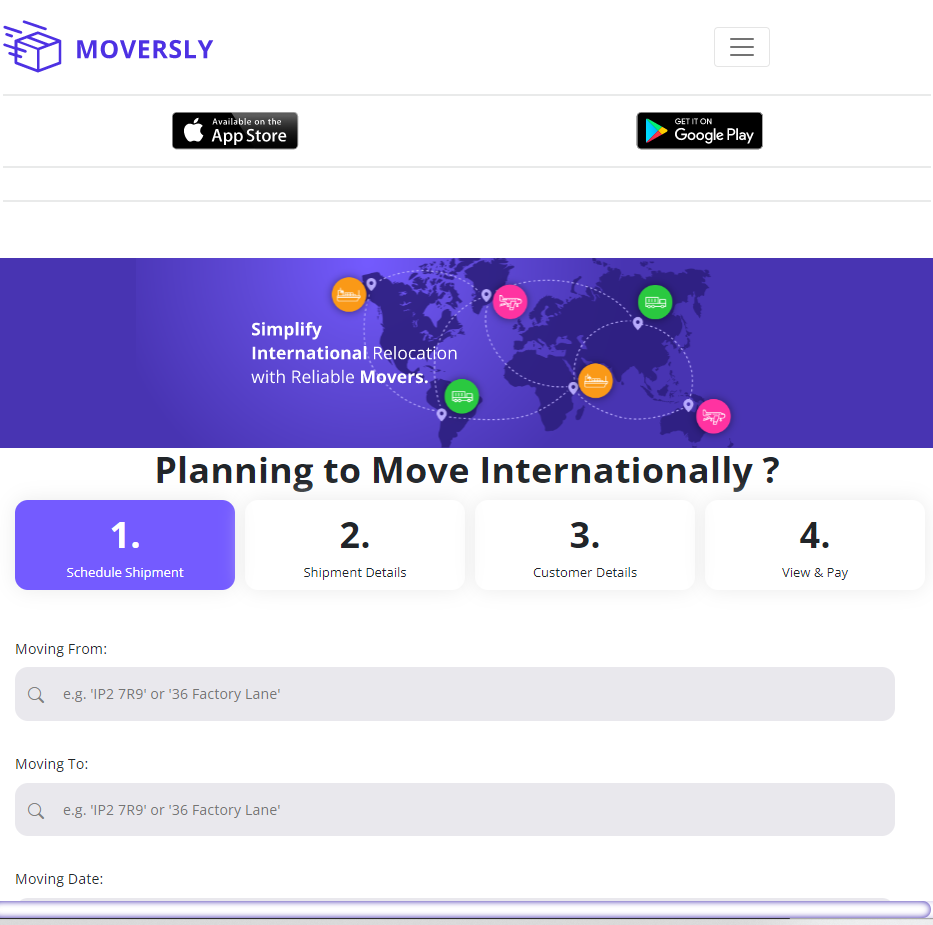 MOVERSLY
Available on the
App Store
GET IT ON
Google Play
Simplify
International Relocation
with Reliable Movers.
Planning to Move Internationally ?
1.
Schedule Shipment
2.
Shipment Details
3.
Customer Details
4.
View & Pay
Moving From:
e.g. 'IP2 7R9' or '36 Factory Lane'
Moving To:
e.g. 'IP2 7R9' or '36 Factory Lane'
Moving Date: